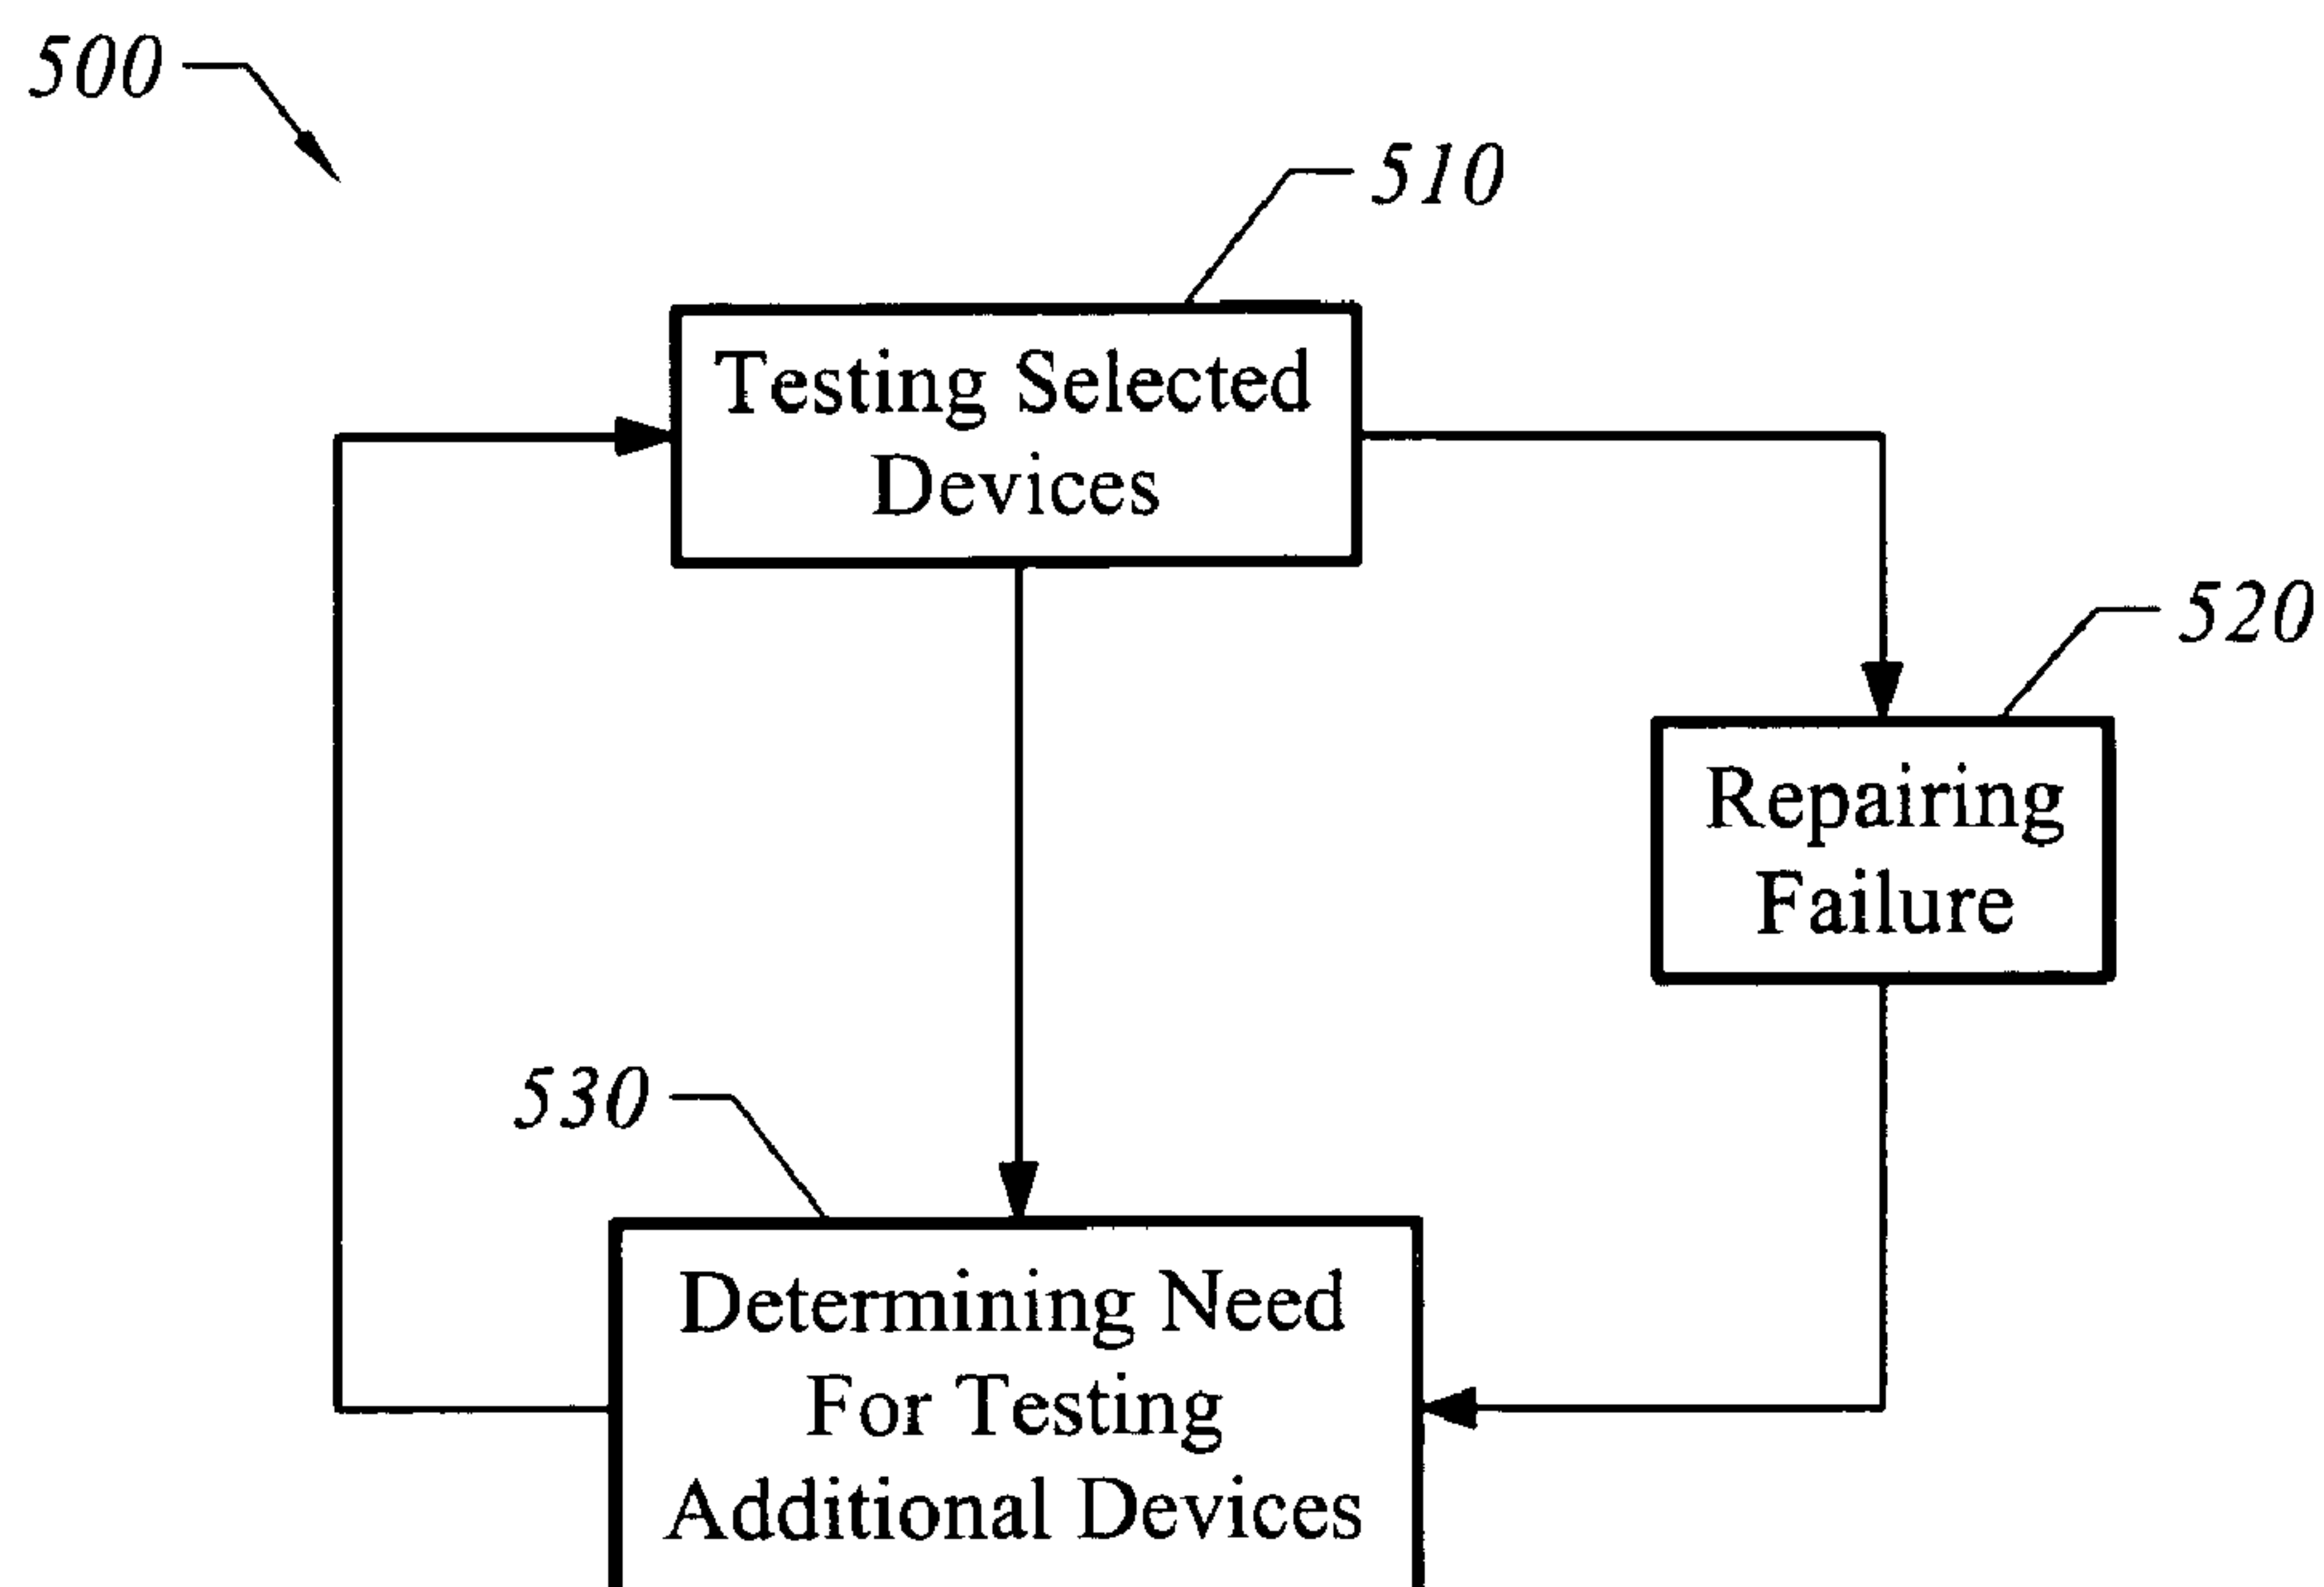 500
510
Testing Selected
Devices
520
Repairing
Failure
530
Determining Need
For Testing
Additional Devices